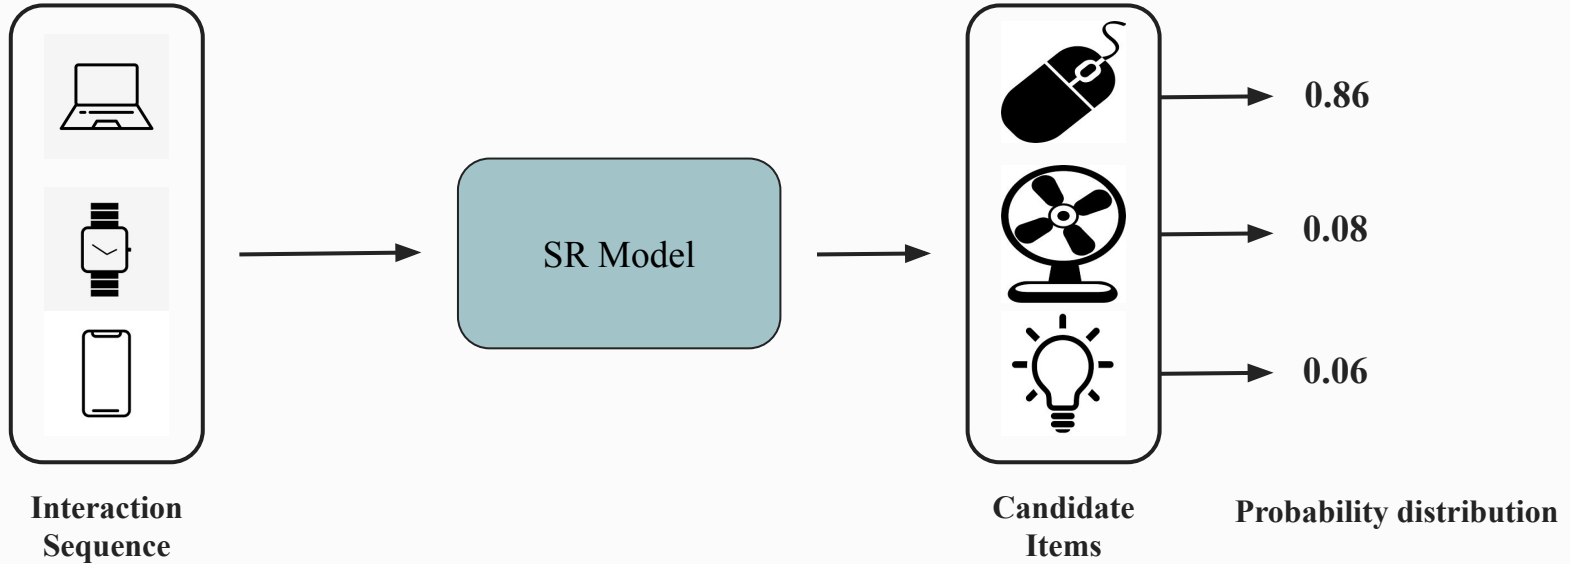 0.86
0.08
SR Model
0.06
Interaction
Sequence
Candidate
Items
Probability distribution